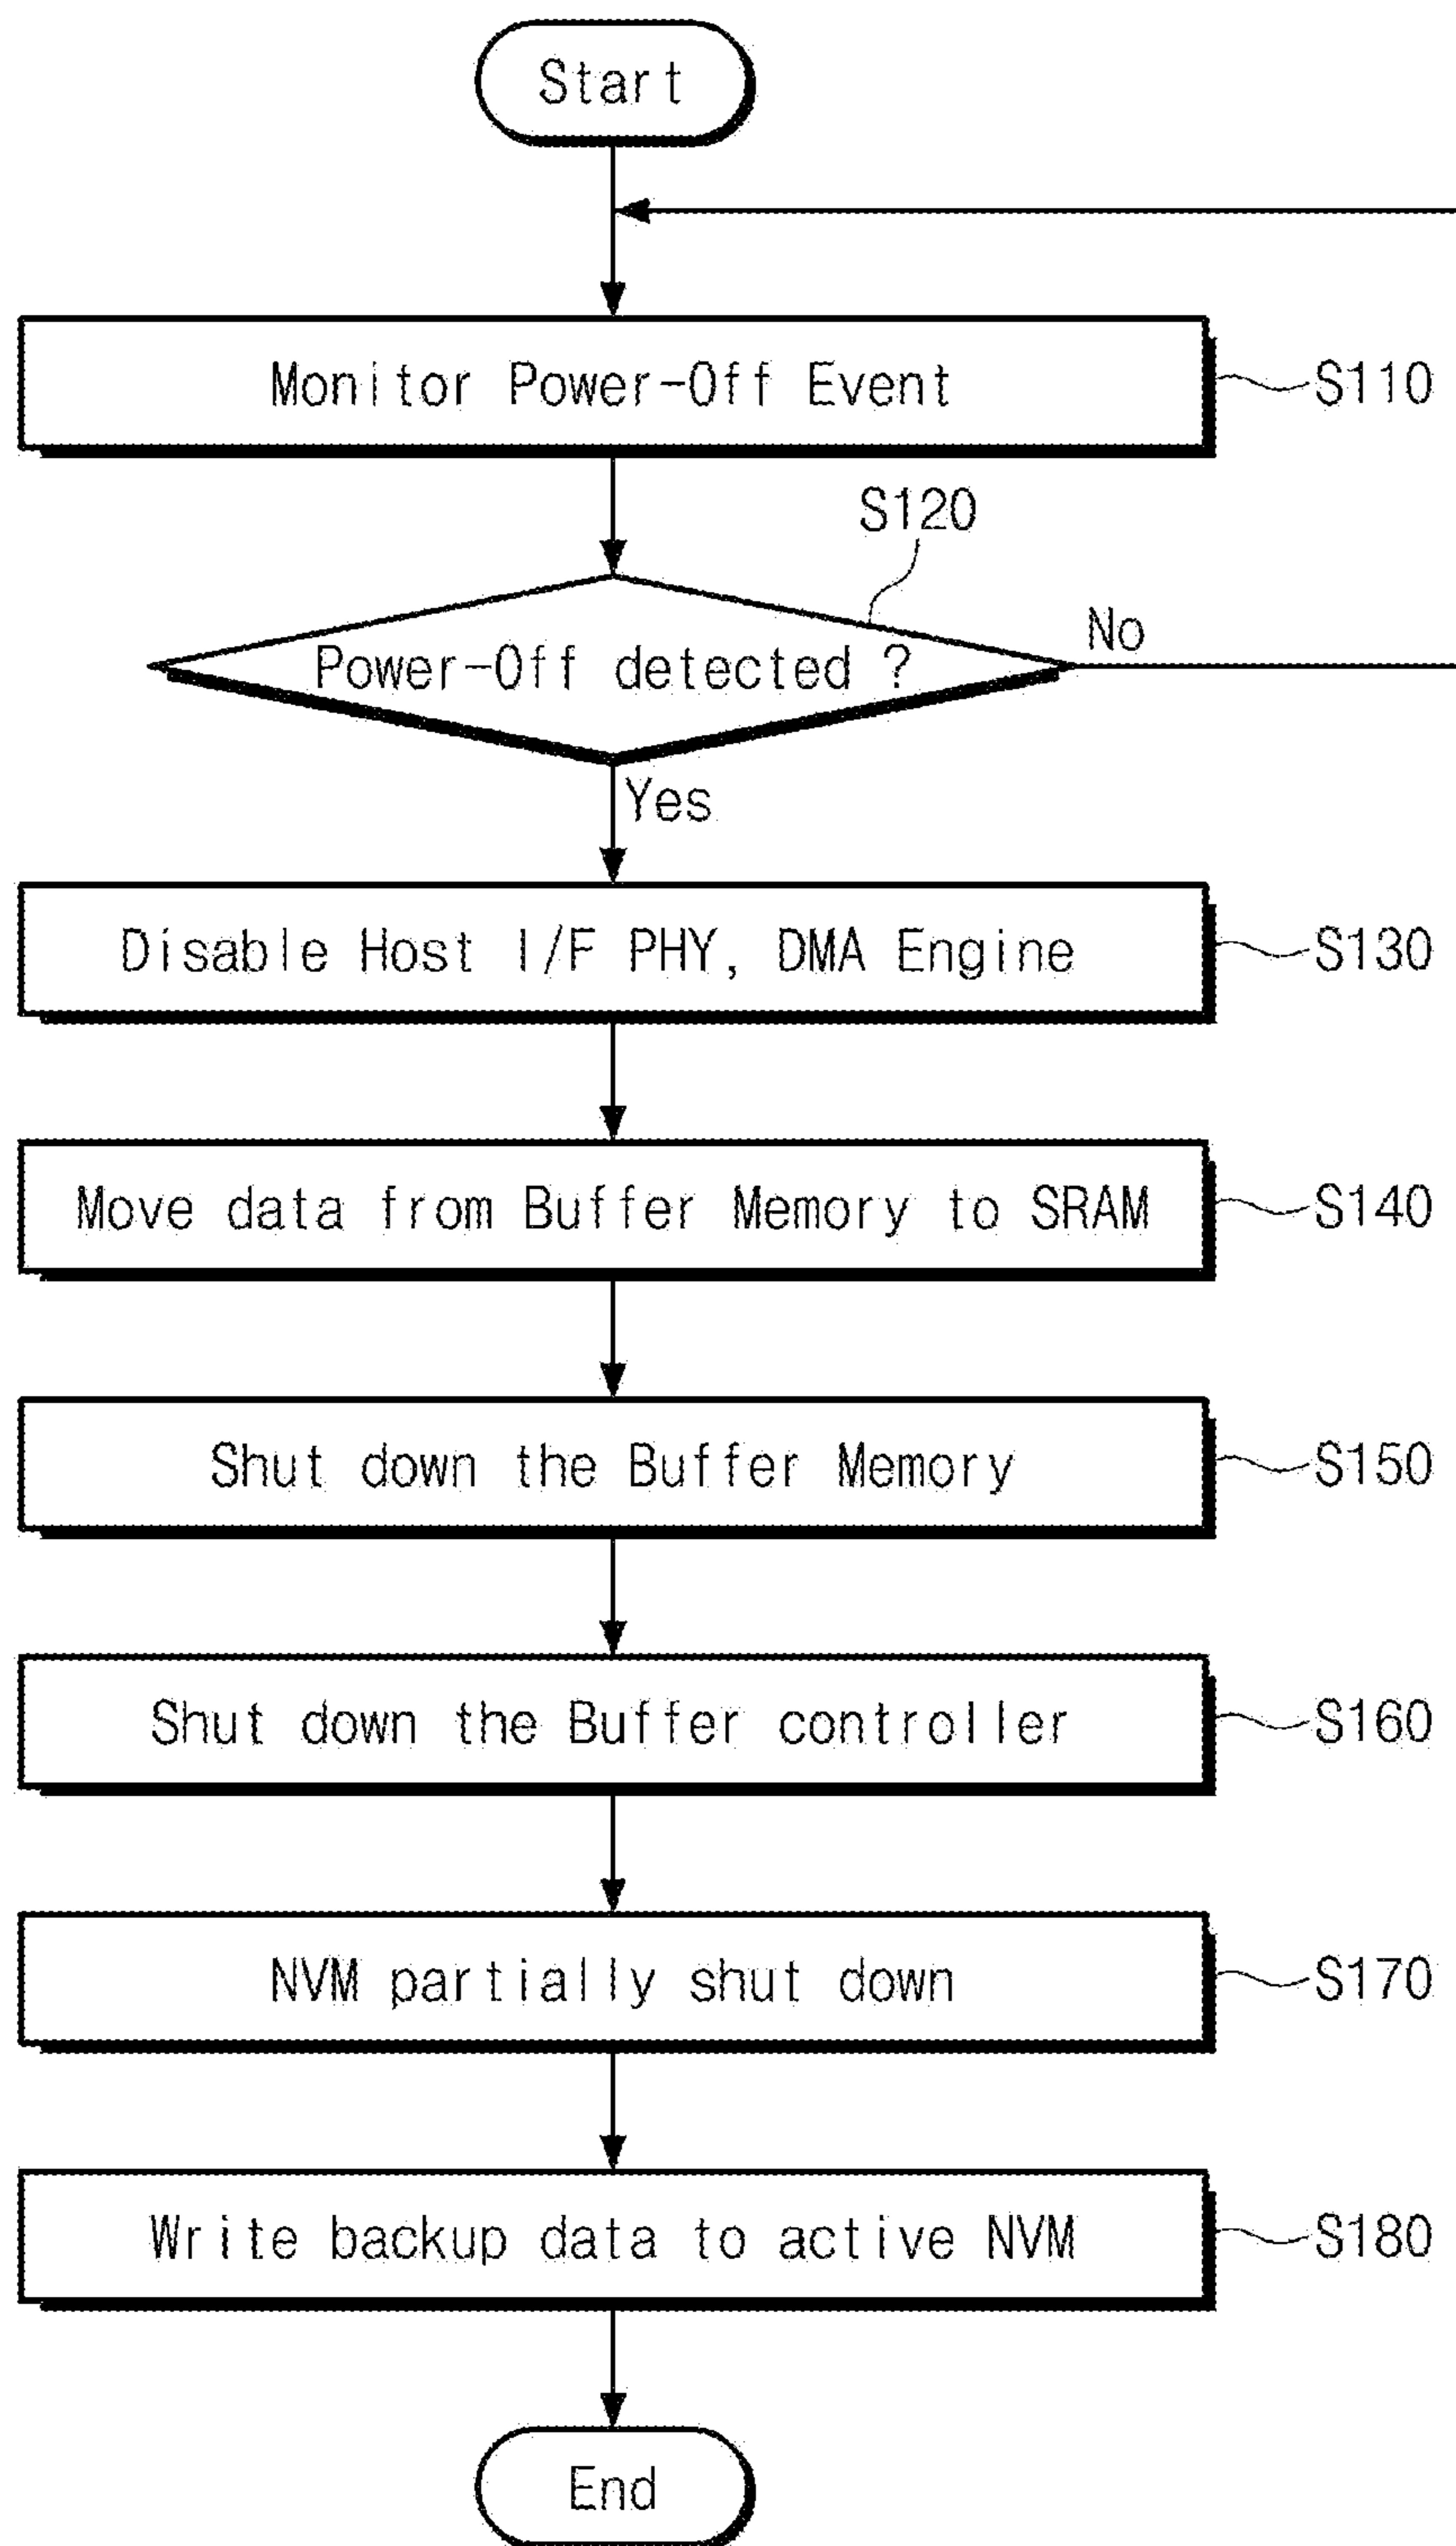 Start
Monitor Power-Off Event
S110
S120
Power-Off detected ?
No
Yes
Disable Host I/F PHY, DMA Engine
S130
Move data from Buffer Memory to SRAM
S140
Shut down the Buffer Memory
S150
Shut down the Buffer controller
S160
NVM partially shut down
S170
Write backup data to active NVM
S180
End